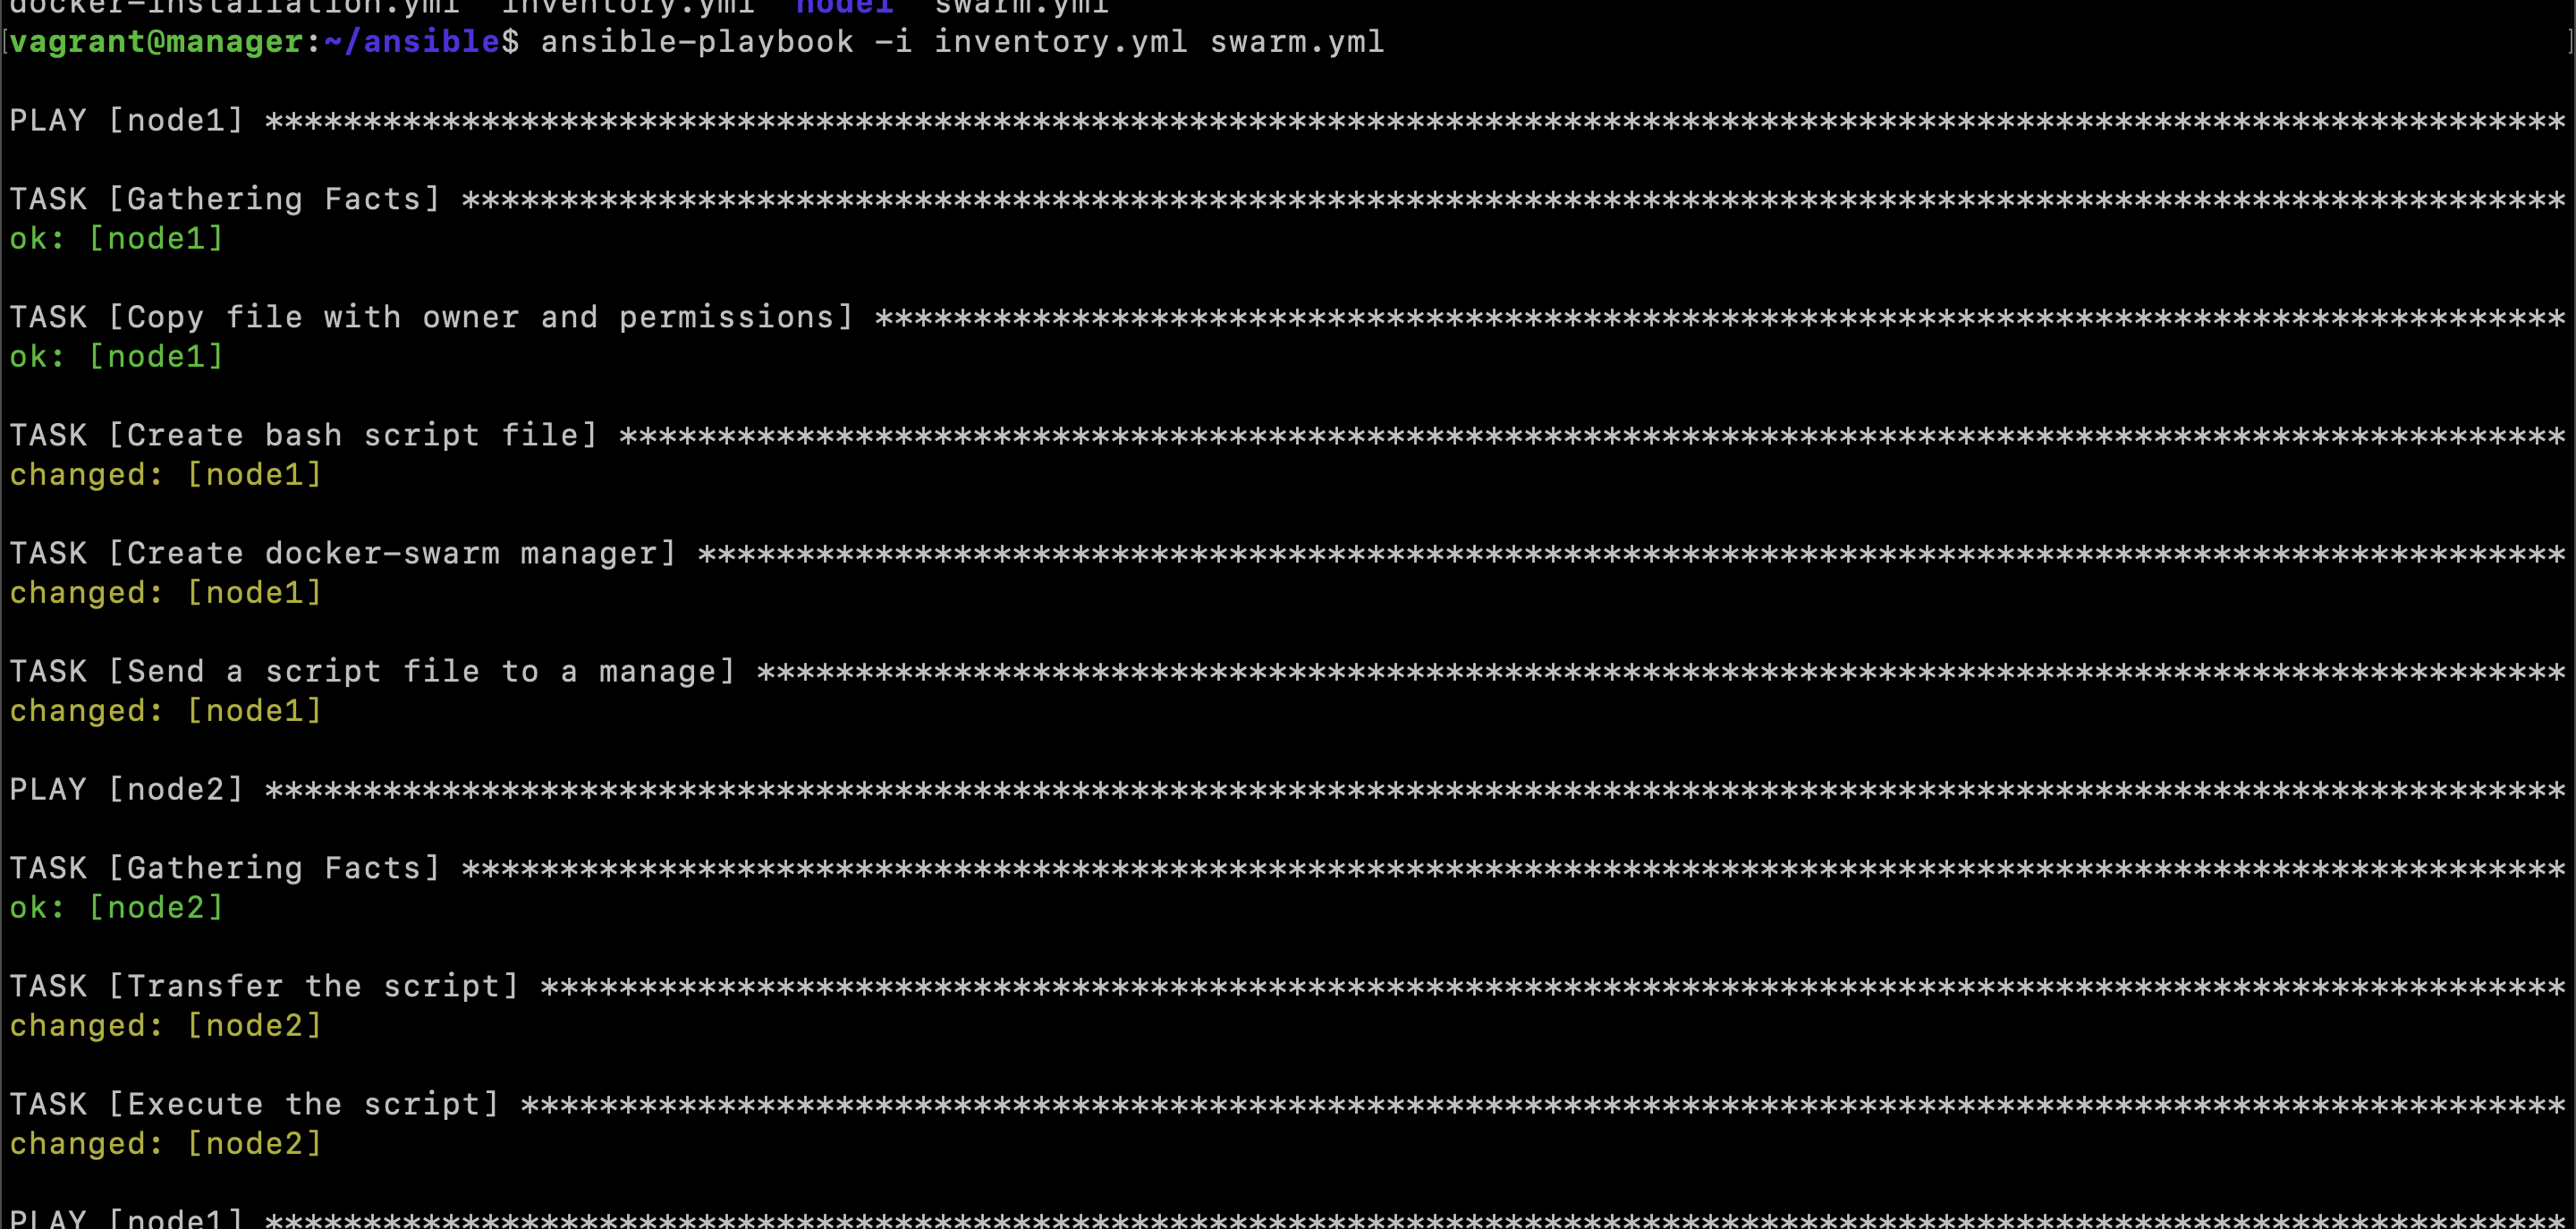 docker-installation.yml  inventory.yml  node1  swarm.yml
[vagrant@manager:~/ansible$ ansible-playbook -i inventory.yml swarm.yml ]
PLAY [node1] *********************************************************************************************************************
TASK [Gathering Facts] ***********************************************************************************************************
ok: [node1]
TASK [Copy file with owner and permissions] **************************************************************************************
ok: [node1]
TASK [Create bash script file] ***************************************************************************************************
changed: [node1]
TASK [Create docker-swarm manager] ***********************************************************************************************
changed: [node1]
TASK [Send a script file to a manage] ********************************************************************************************
changed: [node1]
PLAY [node2] *********************************************************************************************************************
TASK [Gathering Facts] ***********************************************************************************************************
ok: [node2]
TASK [Transfer the script] *******************************************************************************************************
changed: [node2]
TASK [Execute the script] ********************************************************************************************************
changed: [node2]
PLAY [node1] *********************************************************************************************************************